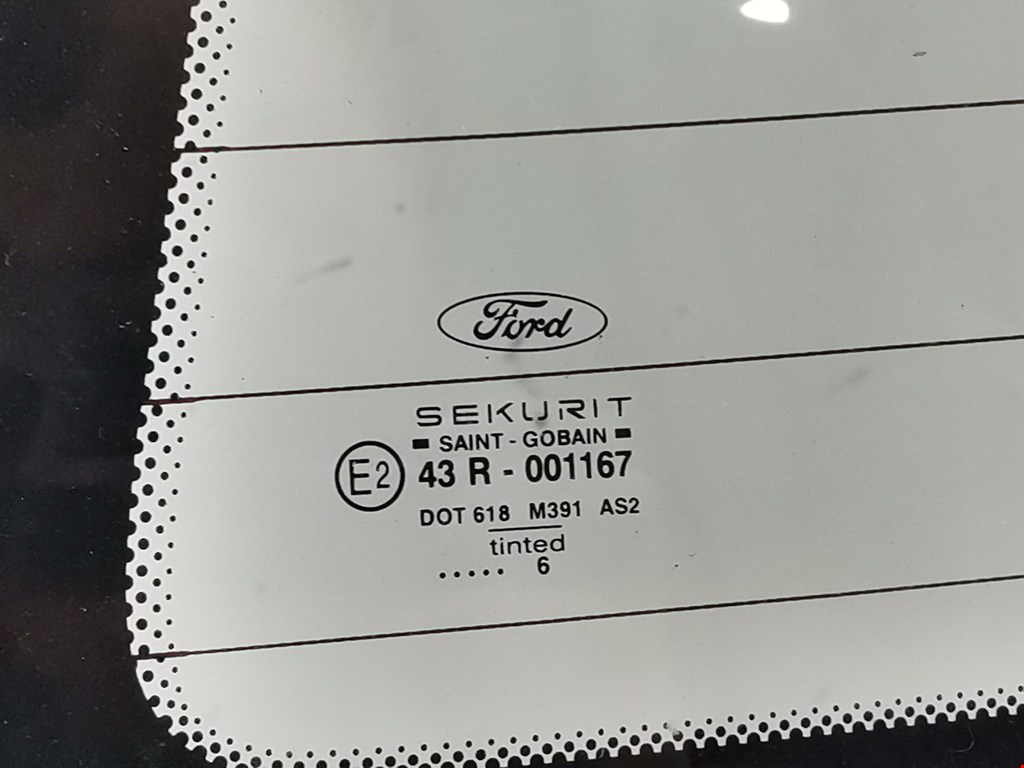 Ford
SEKURIT
SAINT - GOBAIN
E2 43 R - 001167
DOT 618 M391 AS2
tinted
..... 6